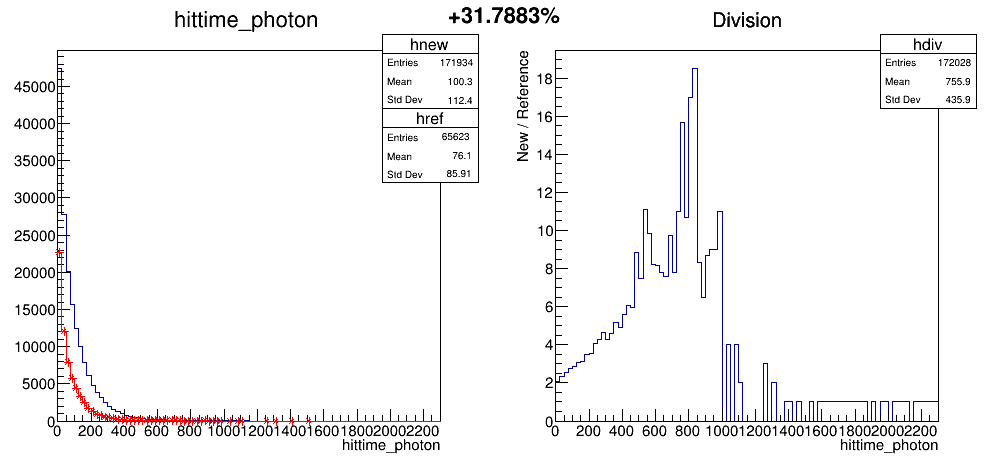 hittime_photon
+31.7883%
Division
hnew
Entries 171934
Mean 100.3
Std Dev 112.4
href
Entries 65623
Mean 76.1
Std Dev 85.91
45000
40000
35000
30000
25000
20000
15000
10000
5000
0
0 200 400 600 800 1000 1200 1400 1600 1800 2000 2200
hittime_photon
hdiv
Entries 172028
Mean 755.9
Std Dev 435.9
New / Reference
18
16
14
12
10
8
6
4
2
0
0 200 400 600 800 1000 1200 1400 1600 1800 2000 2200
hittime_photon